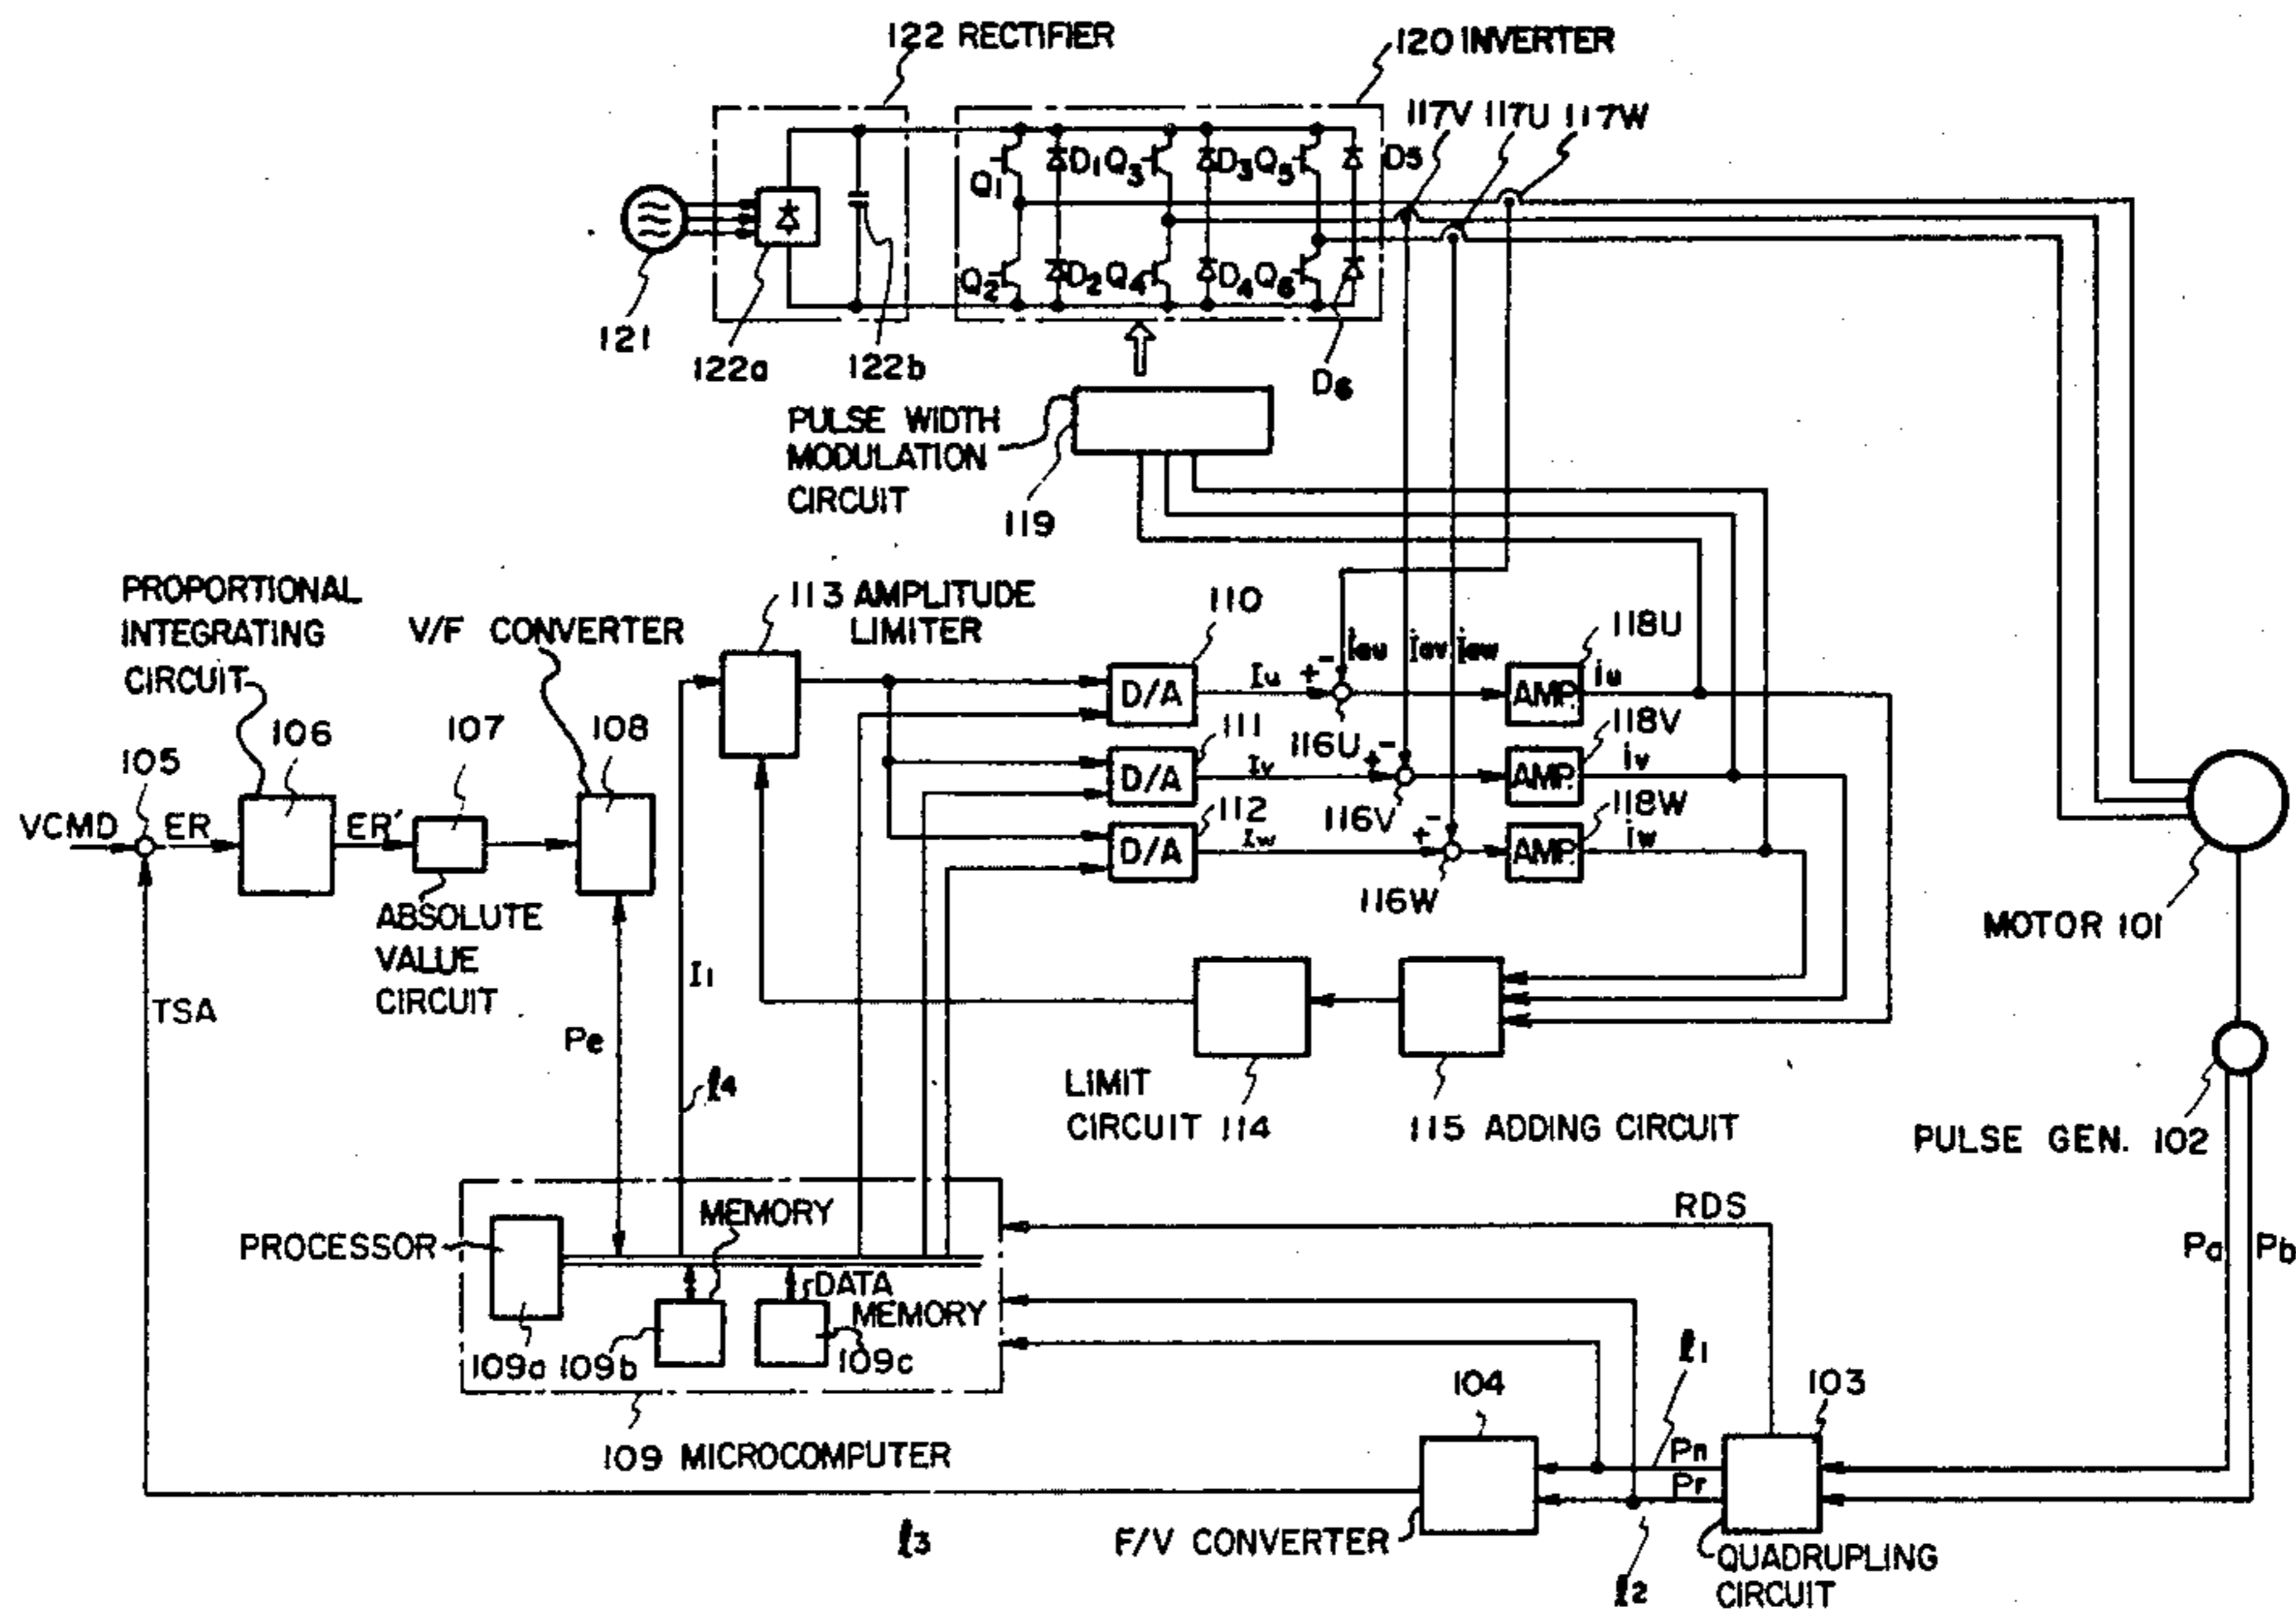 122 RECTIFIER
120 INVERTER
117V 117U 117W
Q1 D1 Q3 D3 Q5 D5
Q2 D2 Q4 D4 Q6
D6
121
122a
122b
PULSE WIDTH
MODULATION
CIRCUIT
119
PROPORTIONAL
INTEGRATING
CIRCUIT
V/F CONVERTER
113 AMPLITUDE
LIMITER
110
D/A
Iu
+
-
Iau
Iav
Iaw
118U
AMP.
iu
116U
105
106
107
108
111
D/A
Iv
+
-
118V
AMP.
iv
116V
VCMD
ER
ER'
112
D/A
Iw
+
-
118W
AMP.
iw
116W
ABSOLUTE
VALUE
CIRCUIT
TSA
Pe
I1
ℓ4
MOTOR 101
LIMIT
CIRCUIT 114
115 ADDING CIRCUIT
PULSE GEN. 102
Pa
Pb
RDS
PROCESSOR
MEMORY
DATA
MEMORY
109a
109b
109c
109 MICROCOMPUTER
ℓ1
104
103
Pn
Pr
F/V CONVERTER
ℓ3
ℓ2
QUADRUPLING
CIRCUIT